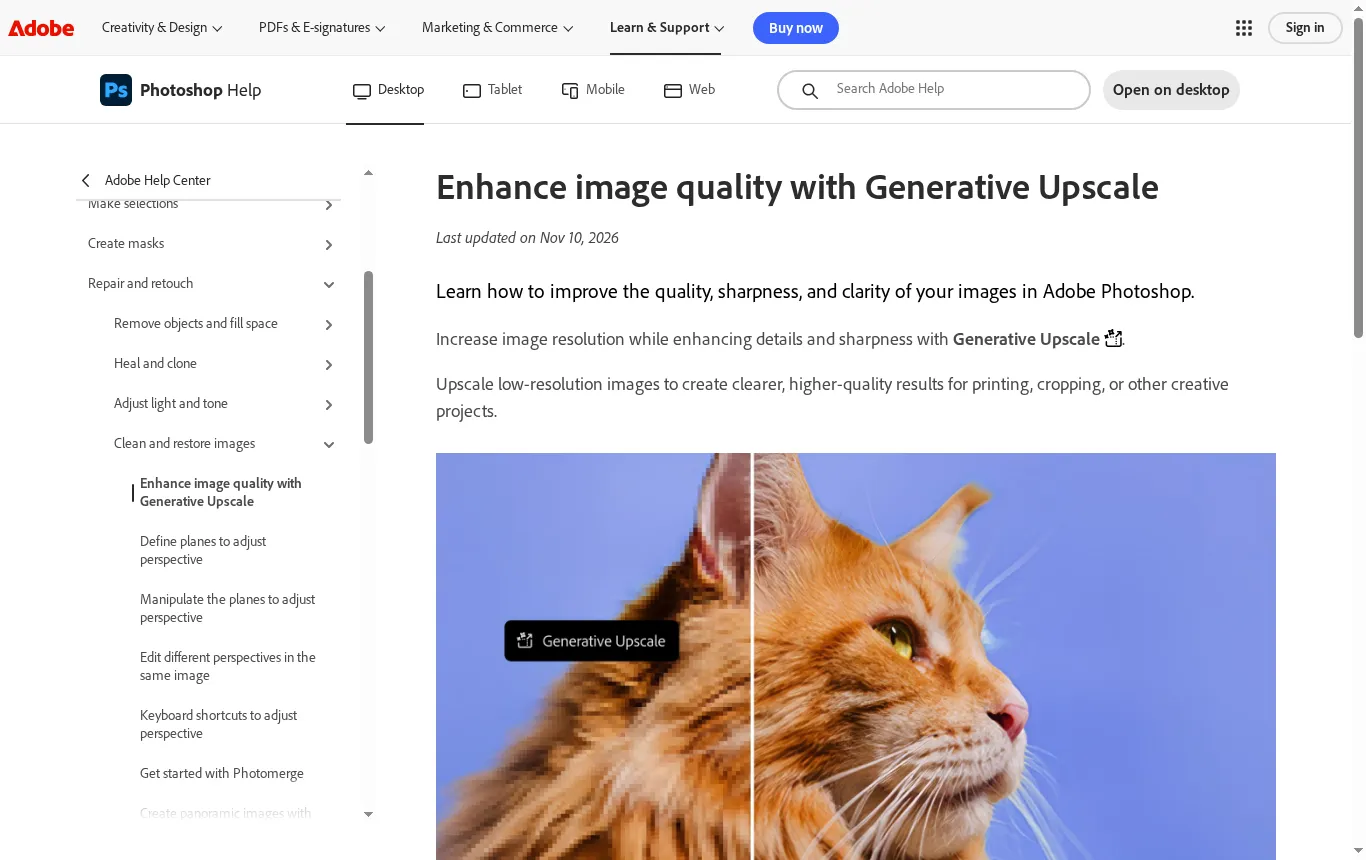 Adobe
Creativity & Design
PDFs & E-signatures
Marketing & Commerce
Learn & Support
Buy now
Sign in
Ps
Photoshop Help
Desktop
Tablet
Mobile
Web
Search Adobe Help
Open on desktop
Adobe Help Center
Make selections
Create masks
Repair and retouch
Remove objects and fill space
Heal and clone
Adjust light and tone
Clean and restore images
Enhance image quality with
Generative Upscale
Define planes to adjust
perspective
Manipulate the planes to adjust
perspective
Edit different perspectives in the
same image
Keyboard shortcuts to adjust
perspective
Get started with Photomerge
Create panoramic images with
Enhance image quality with Generative Upscale
Last updated on Nov 10, 2026
Learn how to improve the quality, sharpness, and clarity of your images in Adobe Photoshop.
Increase image resolution while enhancing details and sharpness with Generative Upscale .
Upscale low-resolution images to create clearer, higher-quality results for printing, cropping, or other creative
projects.
Generative Upscale